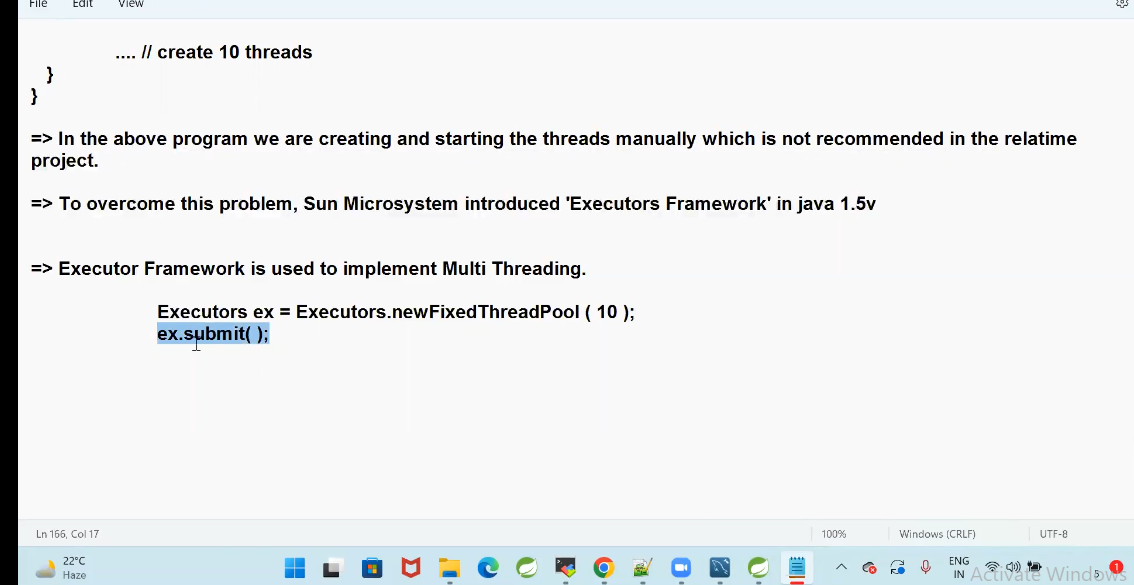 File Edit View
.... // create 10 threads
}
}
=> In the above program we are creating and starting the threads manually which is not recommended in the relatime
project.
=> To overcome this problem, Sun Microsystem introduced 'Executors Framework' in java 1.5v
=> Executor Framework is used to implement Multi Threading.
Executors ex = Executors.newFixedThreadPool ( 10 );
ex.submit( );
Ln 166, Col 17 100% Windows (CRLF) UTF-8
22°C
Haze
ENG
IN
Activate Windows
5
1